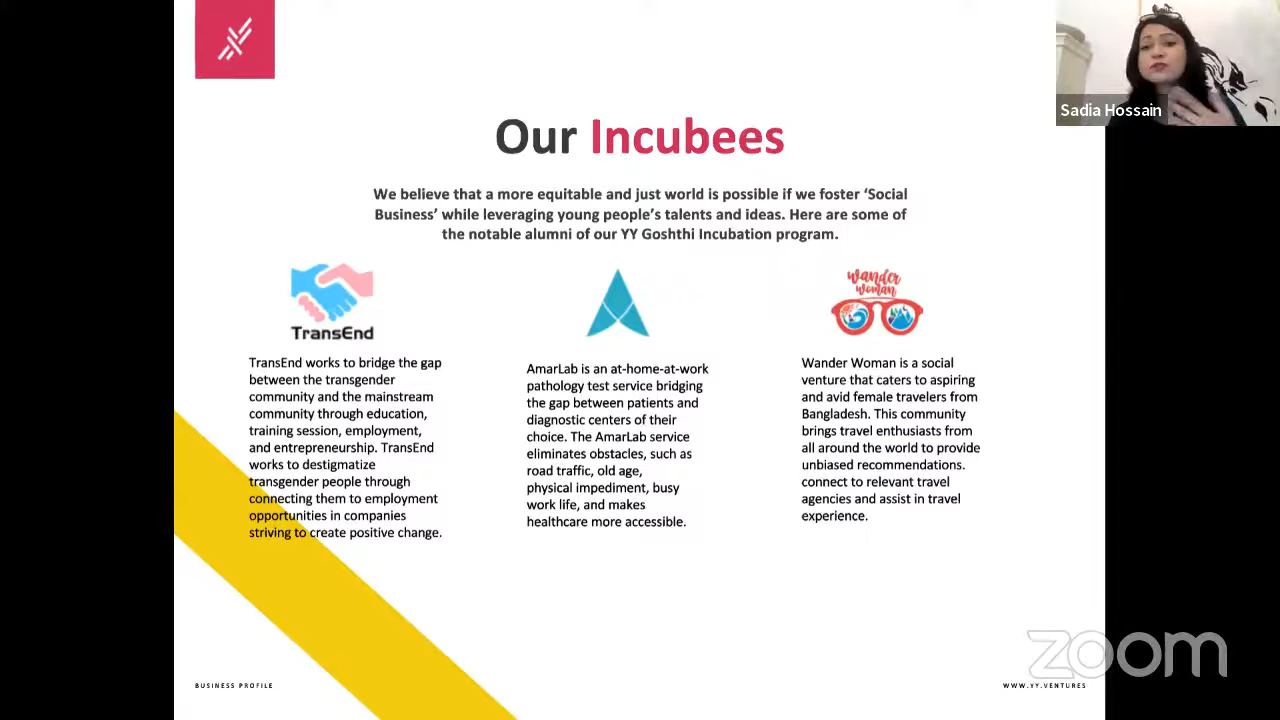 Sadia Hossain
Our Incubees
We believe that a more equitable and just world is possible if we foster ‘Social
Business’ while leveraging young people’s talents and ideas. Here are some of
the notable alumni of our YY Goshthi Incubation program.
TransEnd
TransEnd works to bridge the gap
between the transgender
community and the mainstream
community through education,
training session, employment,
and entrepreneurship. TransEnd
works to destigmatize
transgender people through
connecting them to employment
opportunities in companies
striving to create positive change.
AmarLab is an at-home-at-work
pathology test service bridging
the gap between patients and
diagnostic centers of their
choice. The AmarLab service
eliminates obstacles, such as
road traffic, old age,
physical impediment, busy
work life, and makes
healthcare more accessible.
wander
woman
Wander Woman is a social
venture that caters to aspiring
and avid female travelers from
Bangladesh. This community
brings travel enthusiasts from
all around the world to provide
unbiased recommendations.
connect to relevant travel
agencies and assist in travel
experience.
zoom
BUSINESS PROFILE
WWW.YY.VENTURES